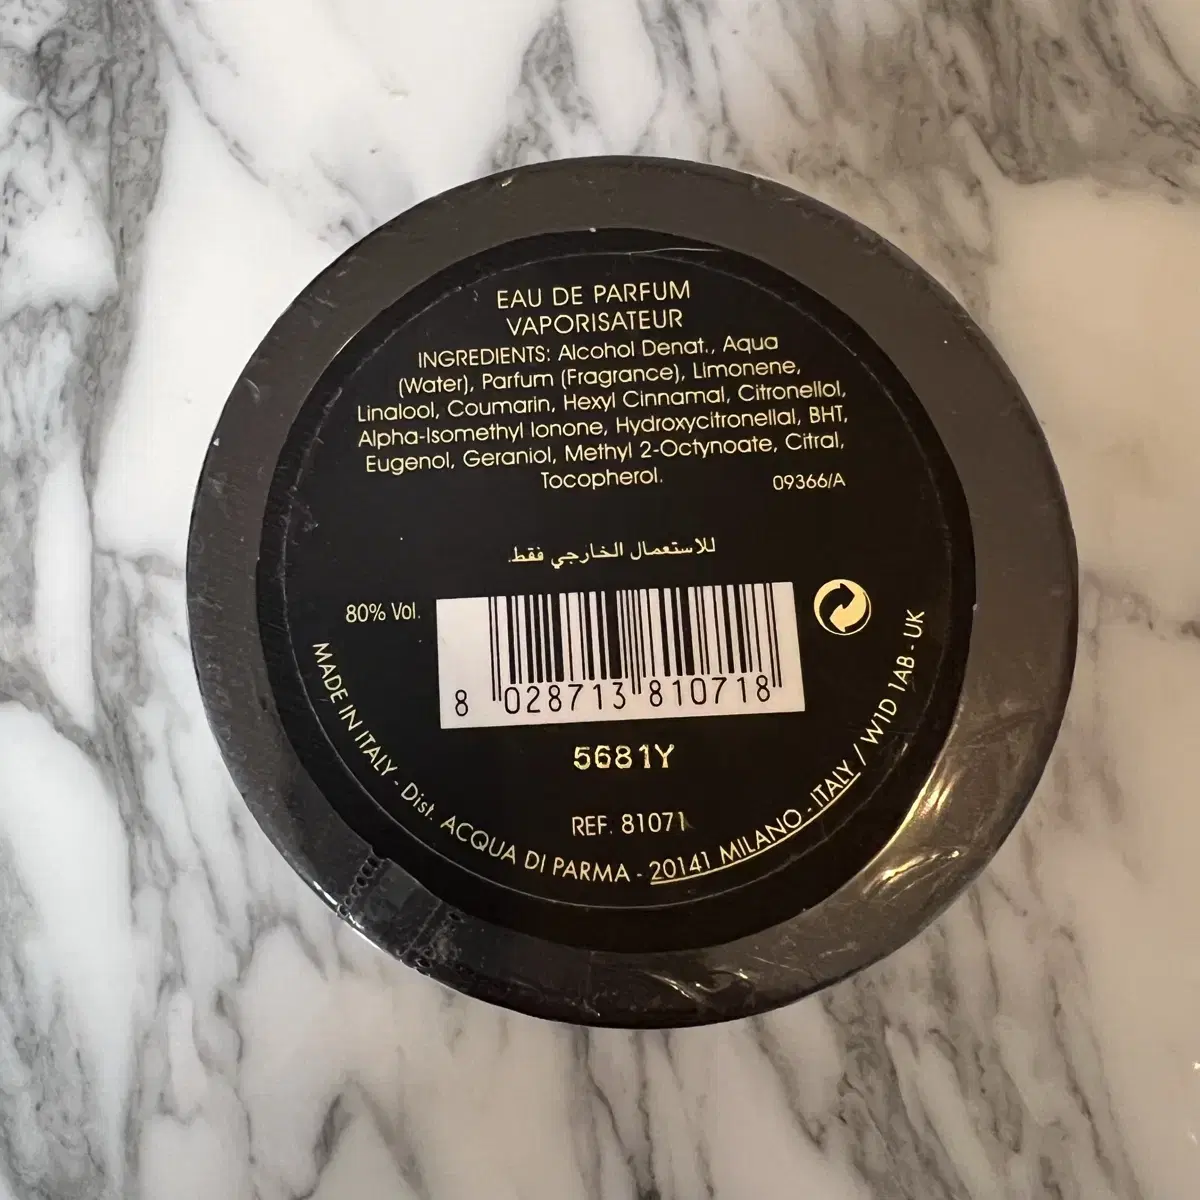 EAU DE PARFUM
VAPORISATEUR
INGREDIENTS: Alcohol Denat., Aqua
(Water), Parfum (Fragrance), Limonene,
Linalool, Coumarin, Hexyl Cinnamal, Citronellol,
Alpha-Isomethyl Ionone, Hydroxycitronellal, BHT,
Eugenol, Geraniol, Methyl 2-Octynoate, Citral,
Tocopherol.
09366/A
للاستعمال الخارجي فقط.
80% Vol.
8 028713 810718
5681Y
REF. 81071
MADE IN ITALY - Dist. ACQUA DI PARMA - 20141 MILANO - ITALY / W1D 1AB - UK